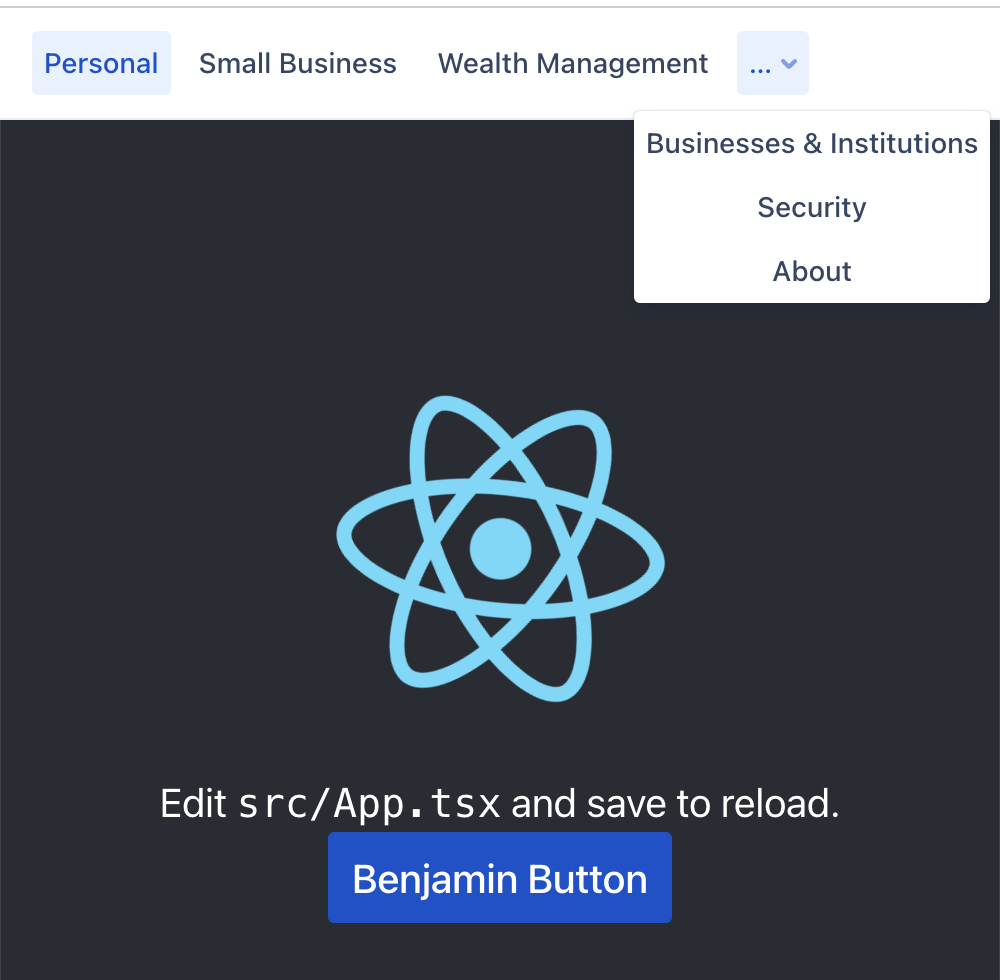 Personal Small Business Wealth Management ...
Businesses & Institutions
Security
About
Edit src/App.tsx and save to reload.
Benjamin Button